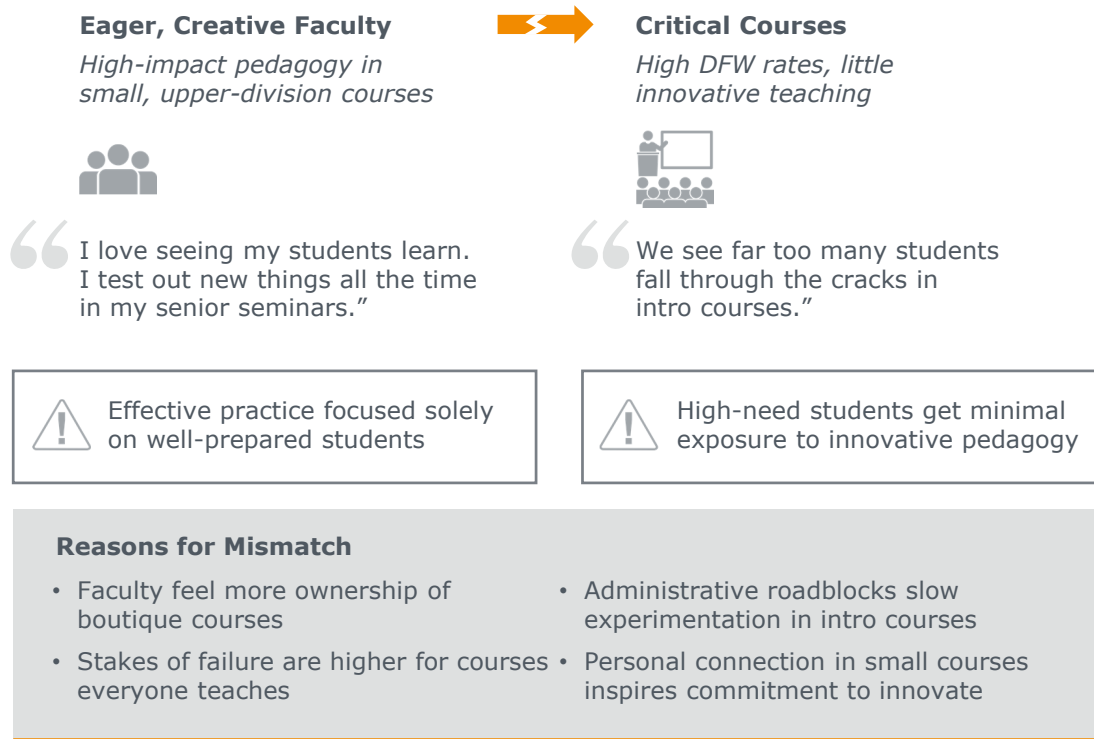 Eager, Creative Faculty
High-impact pedagogy in
small, upper-division courses
“
I love seeing my students learn.
I test out new things all the time
in my senior seminars.”
Effective practice focused solely
on well-prepared students
Critical Courses
High DFW rates, little
innovative teaching
“
We see far too many students
fall through the cracks in
intro courses.”
High-need students get minimal
exposure to innovative pedagogy
Reasons for Mismatch
• Faculty feel more ownership of
boutique courses
• Stakes of failure are higher for courses
everyone teaches
• Administrative roadblocks slow
experimentation in intro courses
• Personal connection in small courses
inspires commitment to innovate